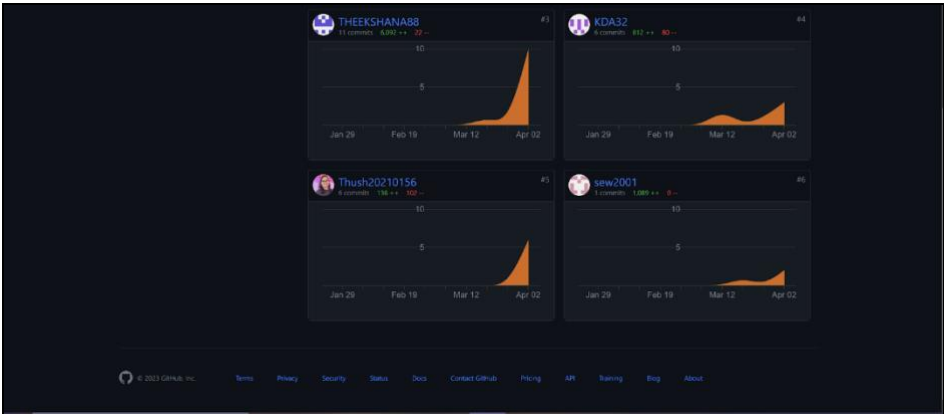 THEEKSHANA88 #3
11 commits 6,092 ++ 22 --
10
5
Jan 29 Feb 19 Mar 12 Apr 02
KDA32 #4
6 commits 812 ++ 80 --
10
5
Jan 29 Feb 19 Mar 12 Apr 02
Thush20210156 #5
6 commits 102 --
10
5
Jan 29 Feb 19 Mar 12 Apr 02
sew2001 #6
1 commits 1,089 ++ 0 --
10
5
Jan 29 Feb 19 Mar 12 Apr 02
© 2023 GitHub, Inc. Terms Privacy Security Status Docs Contact GitHub Pricing API Training Blog About